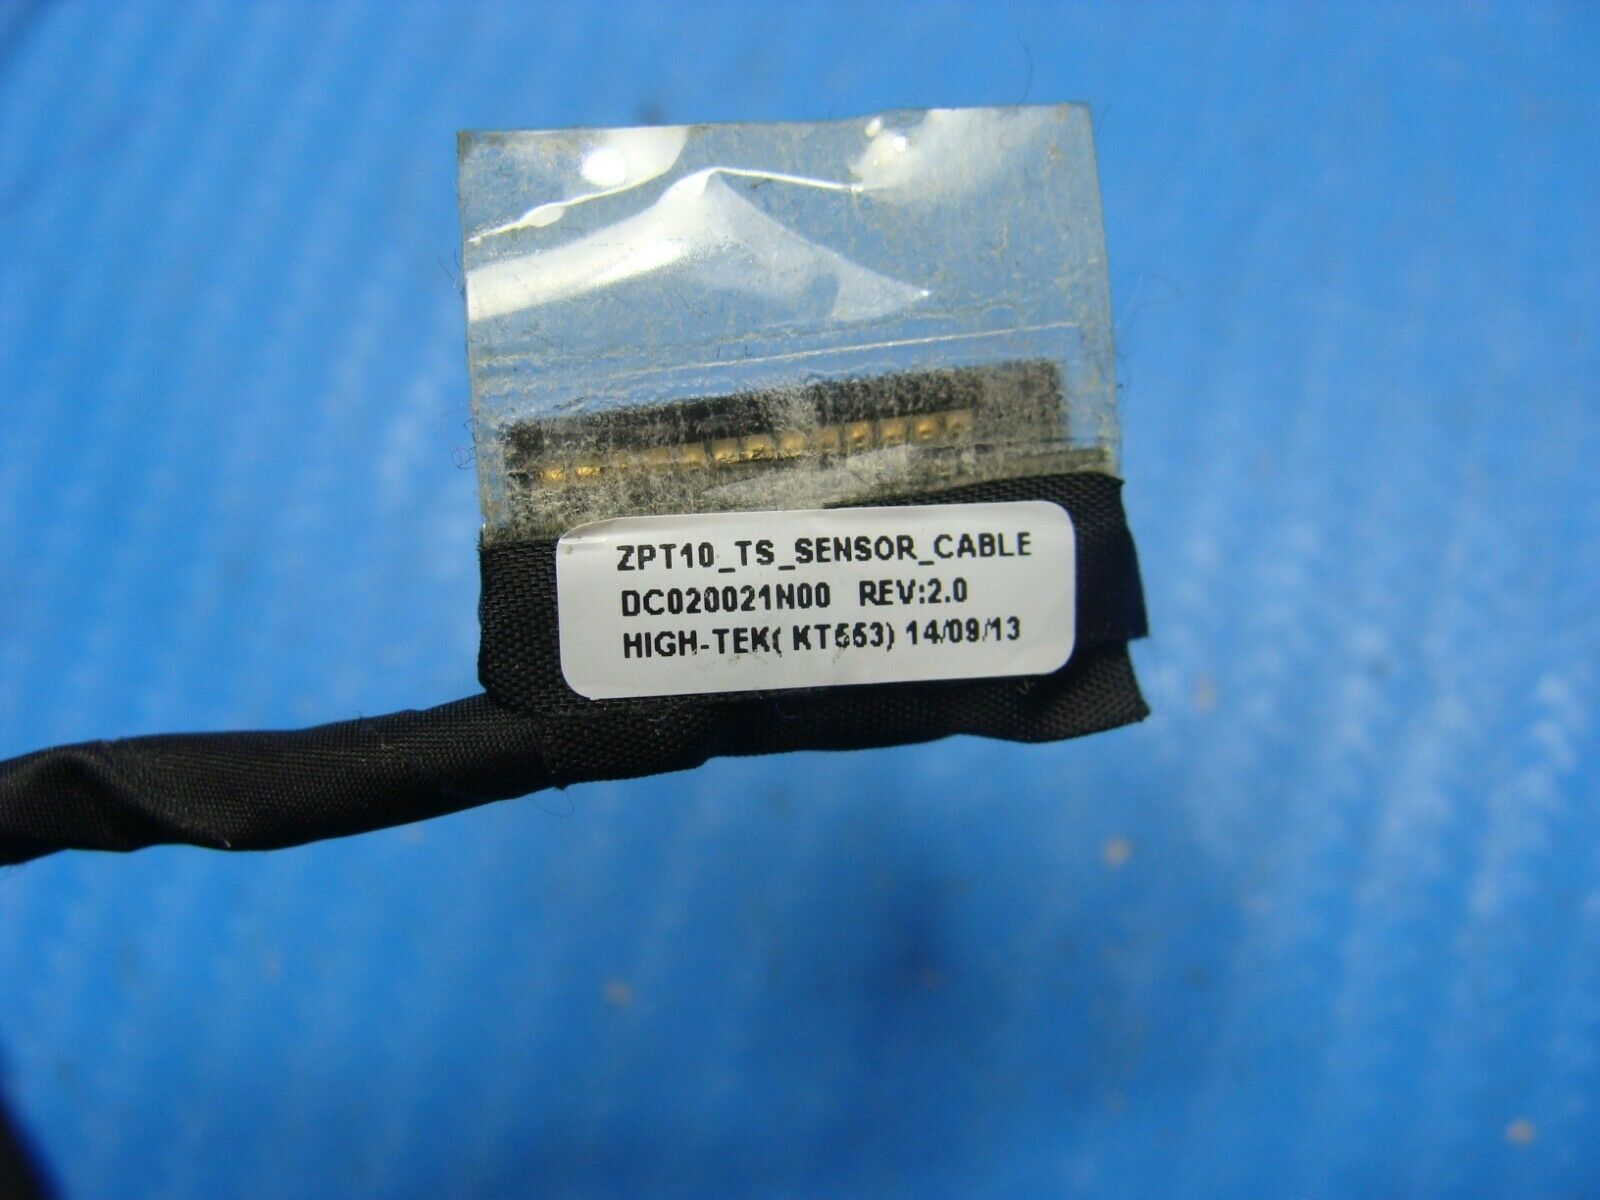 ZPT10_TS_SENSOR_CABLE
DC020021N00 REV:2.0
HIGH-TEK( KT553) 14/09/13